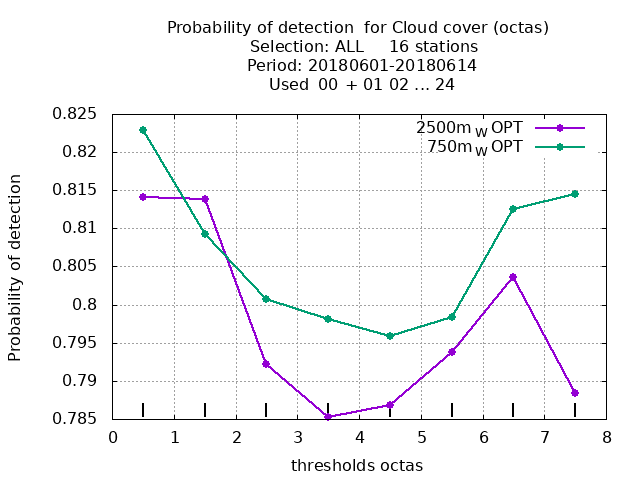 Probability of detection  for Cloud cover (octas)
Selection: ALL     16 stations
Period: 20180601-20180614
Used  00 + 01 02 ... 24
2500m W OPT
750m W OPT
0.825
0.82
0.815
0.81
0.805
0.8
0.795
0.79
0.785
Probability of detection
0 1 2 3 4 5 6 7 8
thresholds octas